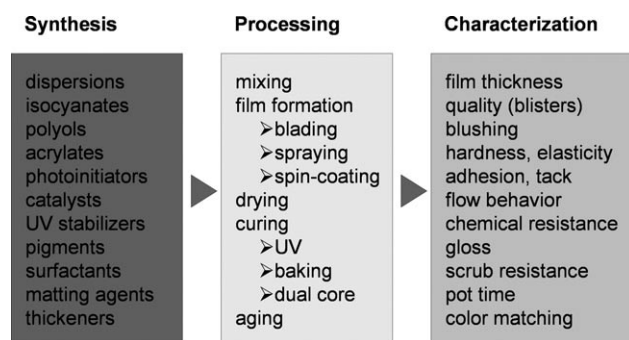 Synthesis
dispersions
isocyanates
polyols
acrylates
photoinitiators
catalysts
UV stabilizers
pigments
surfactants
matting agents
thickeners
Processing
mixing
film formation
➢blading
➢spraying
➢spin-coating
drying
curing
➢UV
➢baking
➢dual core
aging
Characterization
film thickness
quality (blisters)
blushing
hardness, elasticity
adhesion, tack
flow behavior
chemical resistance
gloss
scrub resistance
pot time
color matching